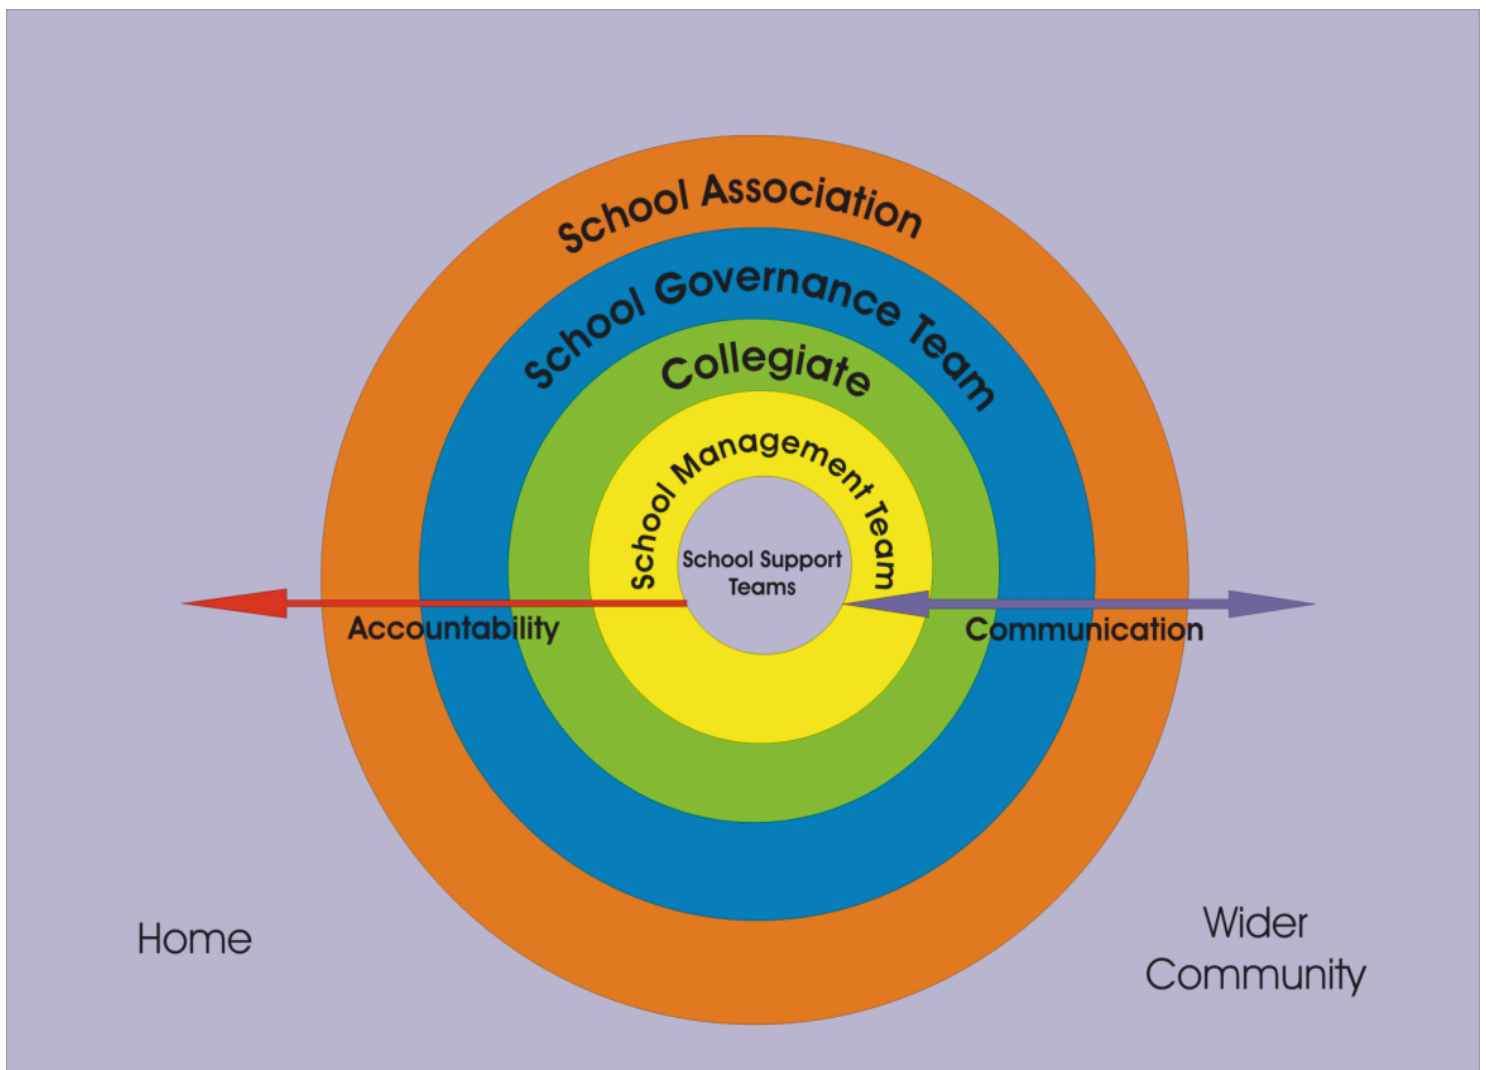 School Association
School Governance Team
Collegiate
School Management Team
School Support
Teams
Accountability
Communication
Home
Wider
Community